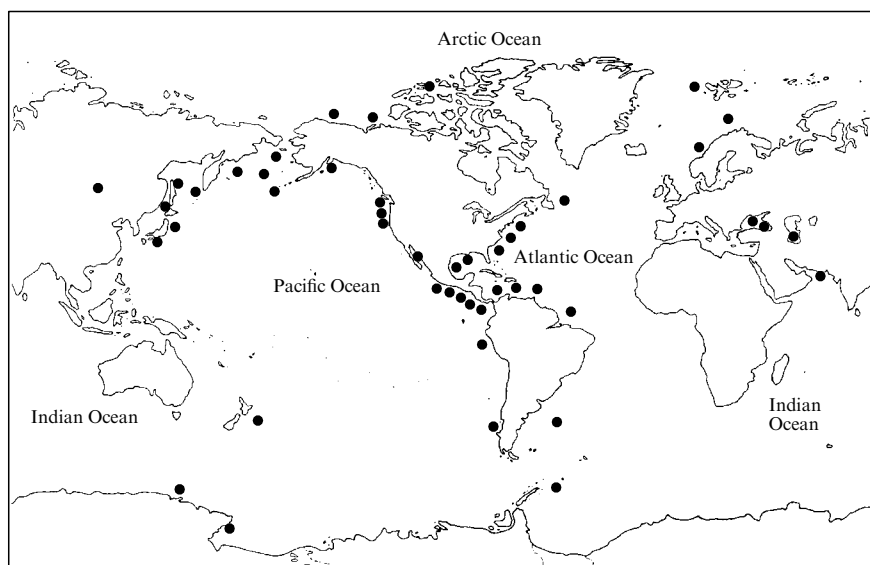 Arctic Ocean
Atlantic Ocean
Pacific Ocean
Indian Ocean
Indian
Ocean